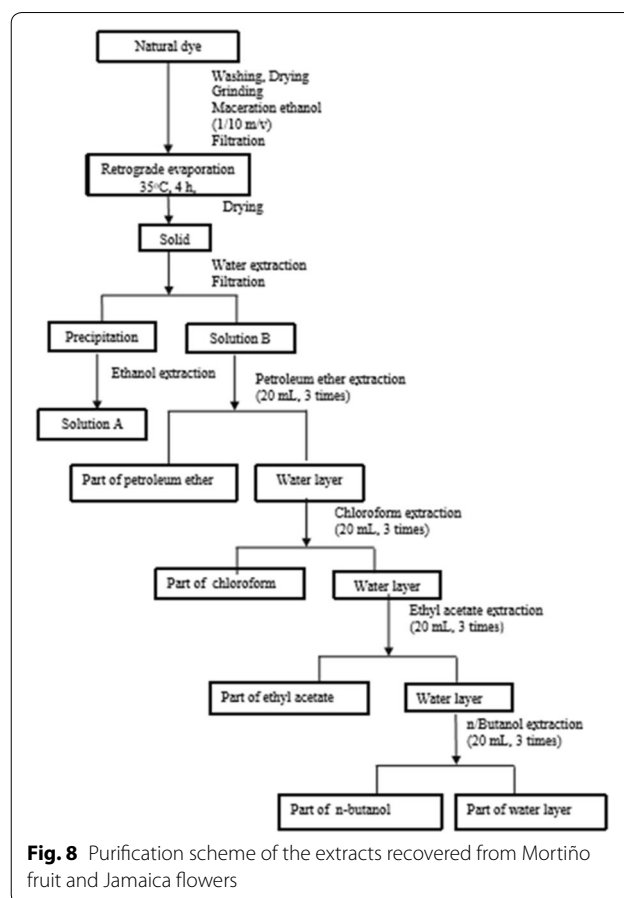 Natural dye
Washing, Drying
Grinding
Maceration ethanol
(1/10 m/v)
Filtration
Retrograde evaporation
35°C, 4 h,
Drying
Solid
Water extraction
Filtration
Precipitation
Solution B
Ethanol extraction
Petroleum ether extraction
(20 mL, 3 times)
Solution A
Part of petroleum ether
Water layer
Chloroform extraction
(20 mL, 3 times)
Part of chloroform
Water layer
Ethyl acetate extraction
(20 mL, 3 times)
Part of ethyl acetate
Water layer
n/Butanol extraction
(20 mL, 3 times)
Part of n-butanol
Part of water layer
Fig. 8 Purification scheme of the extracts recovered from Mortiño
fruit and Jamaica flowers